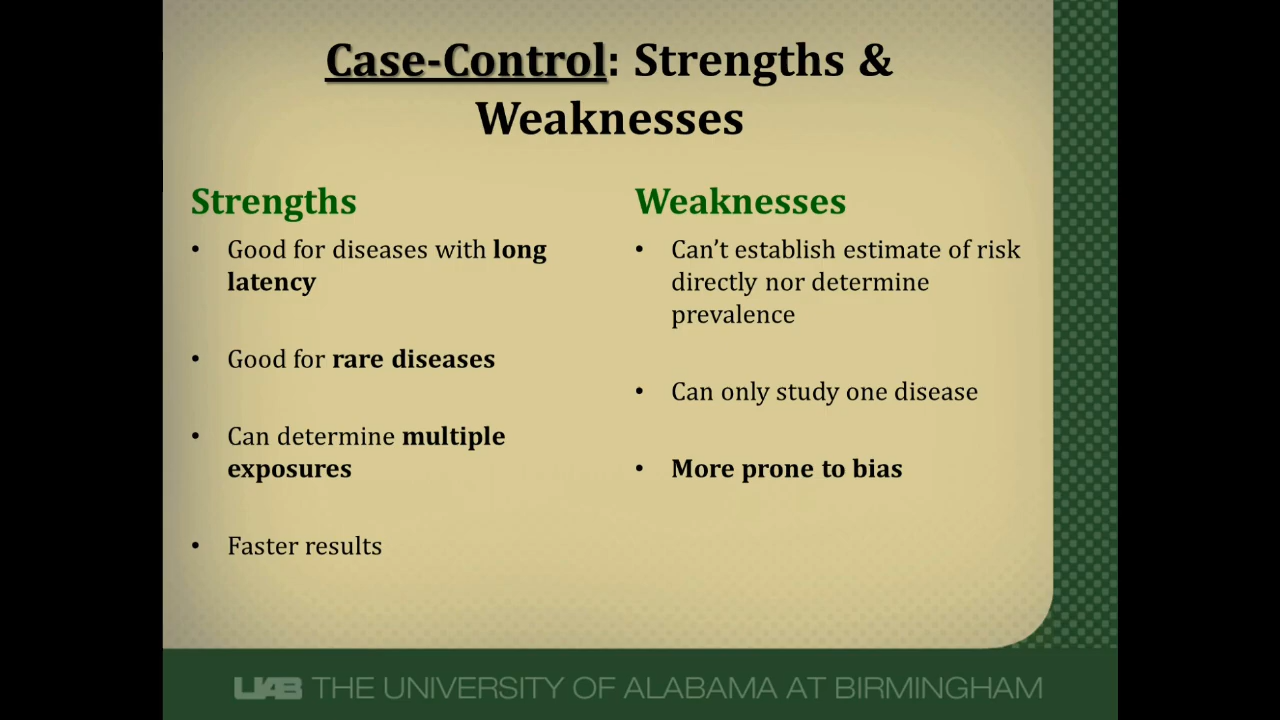 Case-Control: Strengths &
Weaknesses
Strengths
• Good for diseases with long
latency
• Good for rare diseases
• Can determine multiple
exposures
• Faster results
Weaknesses
• Can’t establish estimate of risk
directly nor determine
prevalence
• Can only study one disease
• More prone to bias
UAB THE UNIVERSITY OF ALABAMA AT BIRMINGHAM